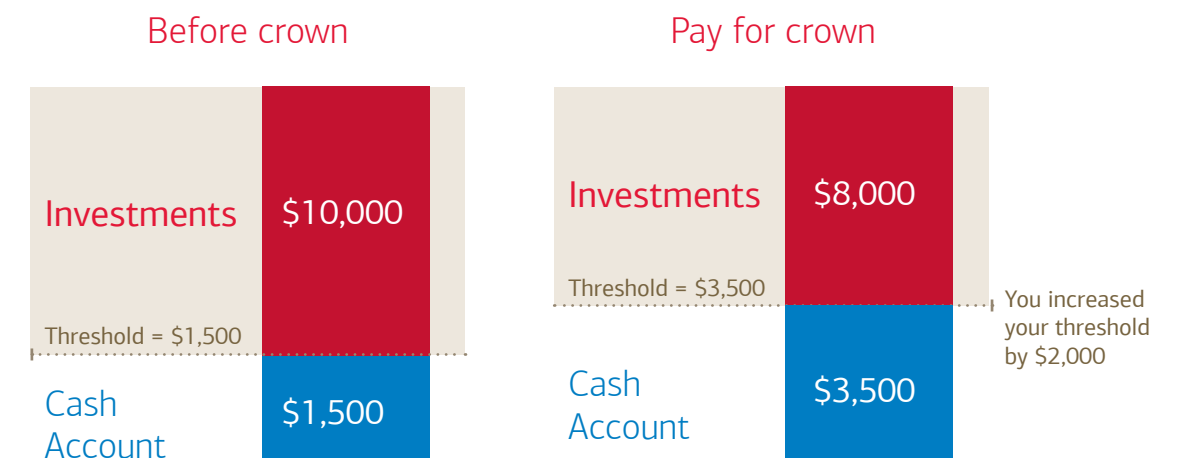 Before crown
Investments
$10,000
Threshold = $1,500
Cash
Account
$1,500
Pay for crown
Investments
$8,000
Threshold = $3,500
You increased
your threshold
by $2,000
Cash
Account
$3,500